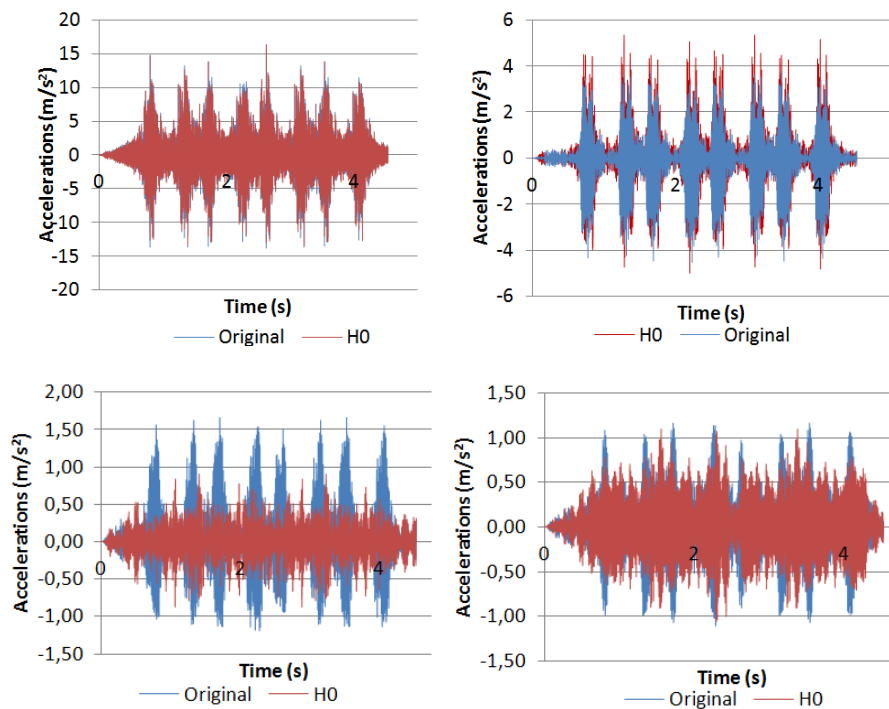 20
15
10
5
0
-5
-10
-15
-20
0 2 4
Accelerations (m/s²)
Time (s)
Original H0
6
4
2
0
-2
-4
-6
0 2 4
Accelerations (m/s²)
Time (s)
H0 Original
2,00
1,50
1,00
0,50
0,00
-0,50
-1,00
-1,50
0 2 4
Accelerations (m/s²)
Time (s)
Original H0
1,50
1,00
0,50
0,00
-0,50
-1,00
-1,50
0 2 4
Accelerations (m/s²)
Time (s)
Original H0